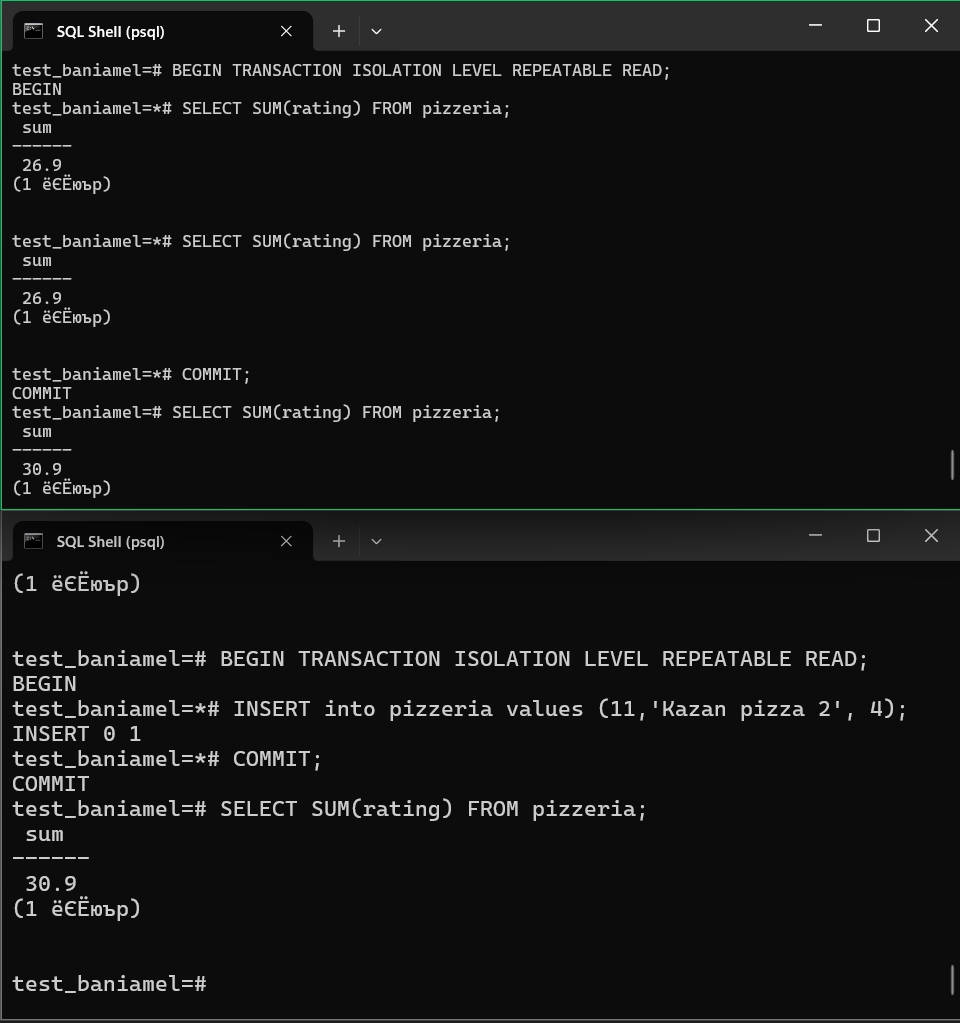 SQL Shell (psql)
test_baniamel=# BEGIN TRANSACTION ISOLATION LEVEL REPEATABLE READ;
BEGIN
test_baniamel=*# SELECT SUM(rating) FROM pizzeria;
sum
------
26.9
(1 ёЄЁюър)
test_baniamel=*# SELECT SUM(rating) FROM pizzeria;
sum
------
26.9
(1 ёЄЁюър)
test_baniamel=*# COMMIT;
COMMIT
test_baniamel=# SELECT SUM(rating) FROM pizzeria;
sum
------
30.9
(1 ёЄЁюър)
SQL Shell (psql)
(1 ёЄЁюър)
test_baniamel=# BEGIN TRANSACTION ISOLATION LEVEL REPEATABLE READ;
BEGIN
test_baniamel=*# INSERT into pizzeria values (11,'Kazan pizza 2', 4);
INSERT 0 1
test_baniamel=*# COMMIT;
COMMIT
test_baniamel=# SELECT SUM(rating) FROM pizzeria;
sum
------
30.9
(1 ёЄЁюър)
test_baniamel=#